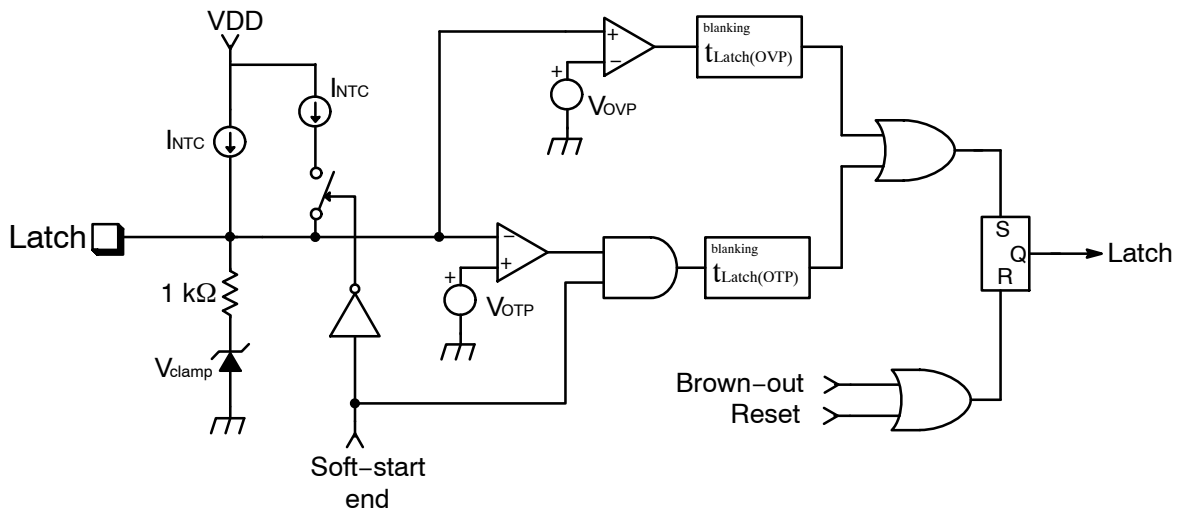 VDD
INTC
INTC
Latch
1 kΩ
Vclamp
Soft−start
end
+
VOVP
+
−
blanking
tLatch(OVP)
+
VOTP
−
+
blanking
tLatch(OTP)
S
Q
R
Latch
Brown−out
Reset